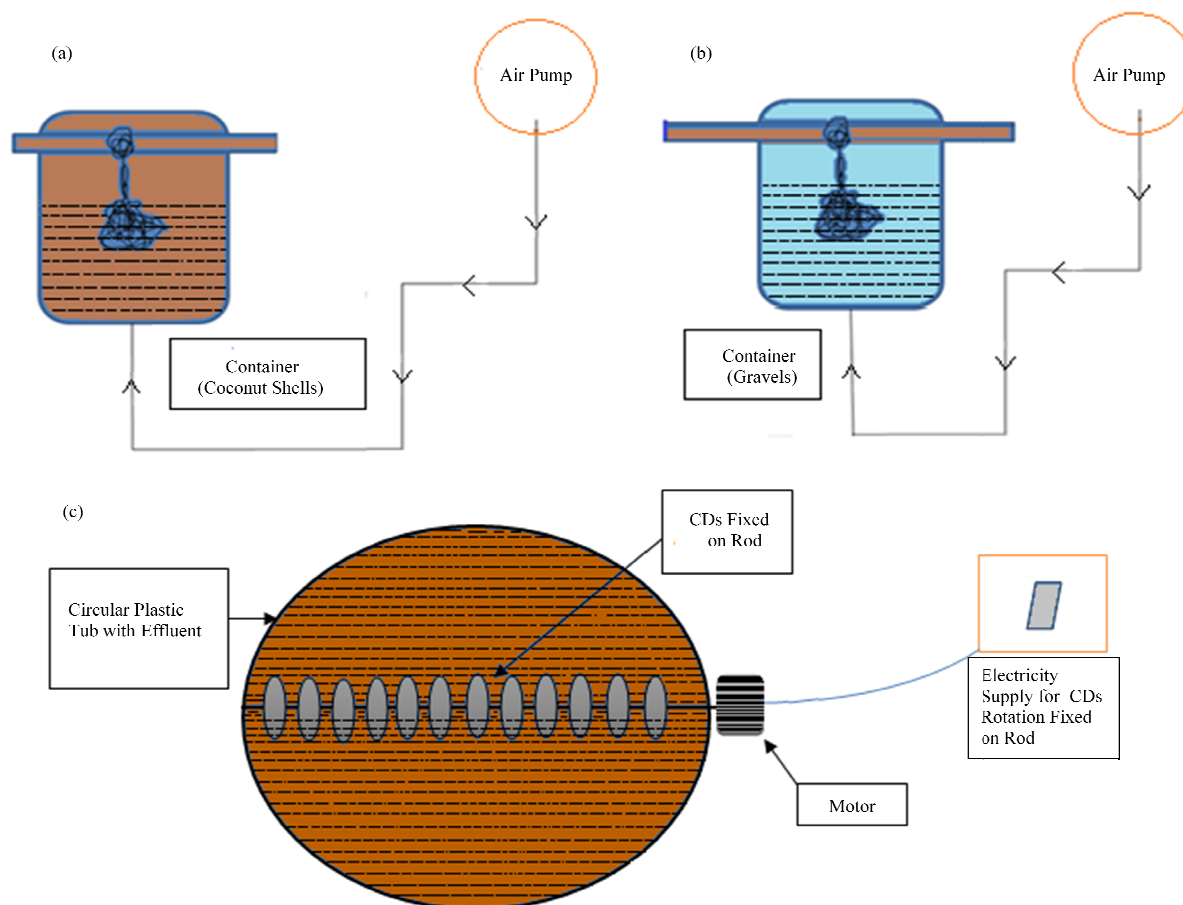 (a)
Air Pump
(b)
Air Pump
Container
(Coconut Shells)
Container
(Gravels)
(c)
CDs Fixed
on Rod
Circular Plastic
Tub with Effluent
Electricity
Supply for CDs
Rotation Fixed
on Rod
Motor